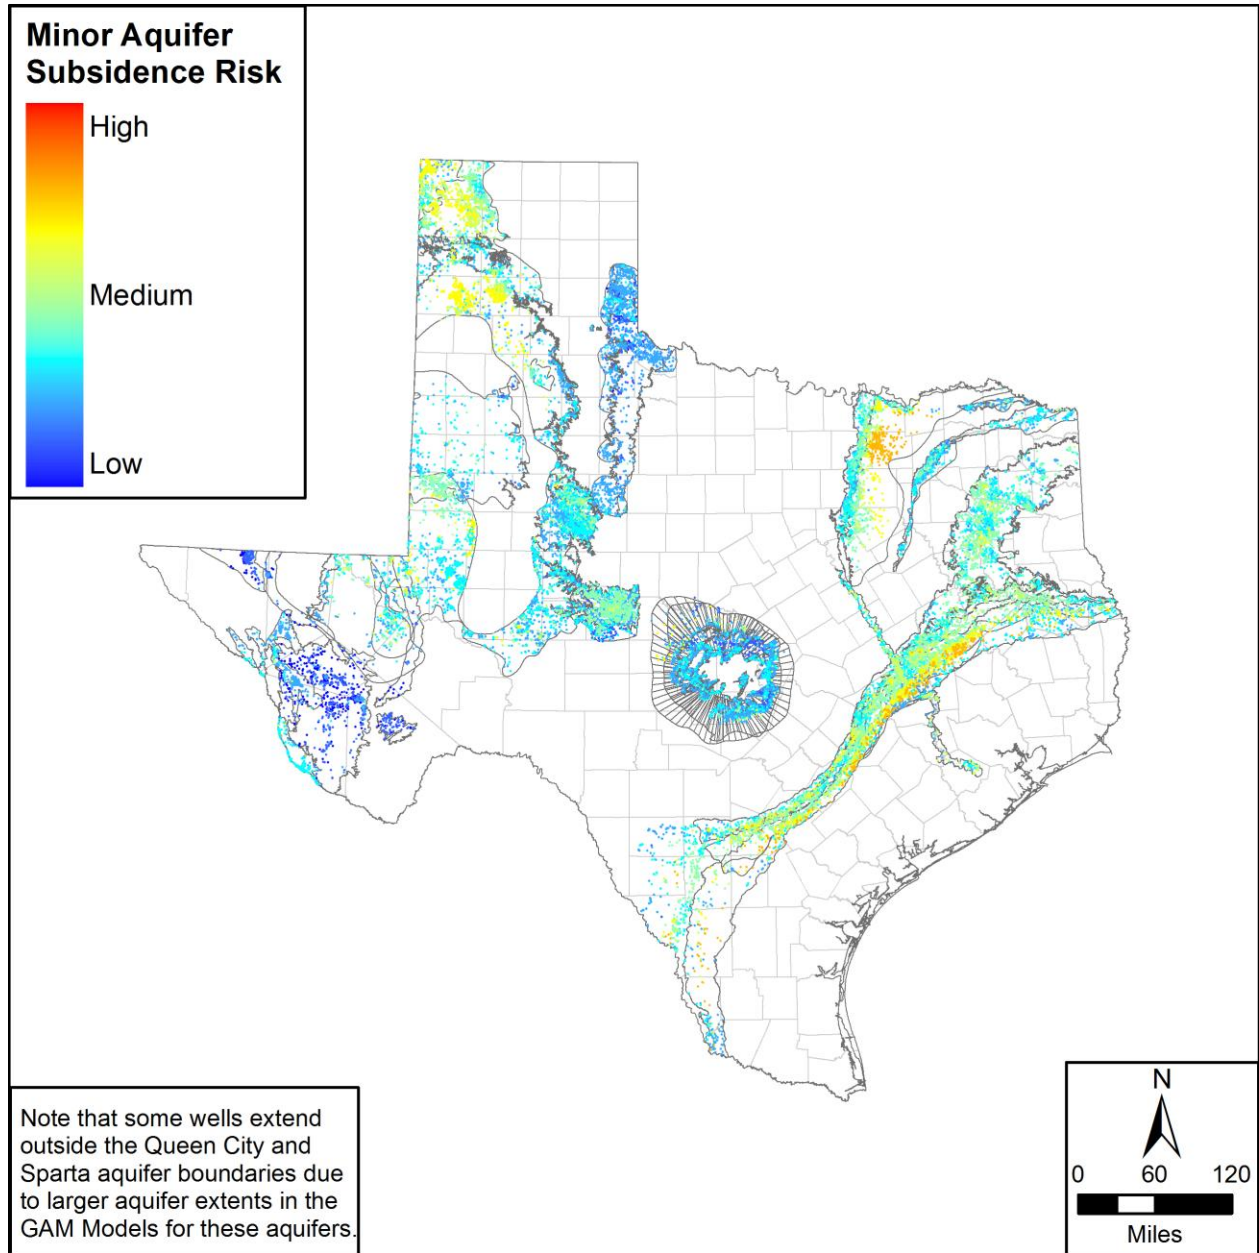 Minor Aquifer
Subsidence Risk
High
Medium
Low
Note that some wells extend
outside the Queen City and
Sparta aquifer boundaries due
to larger aquifer extents in the
GAM Models for these aquifers.
N
0 60 120
Miles